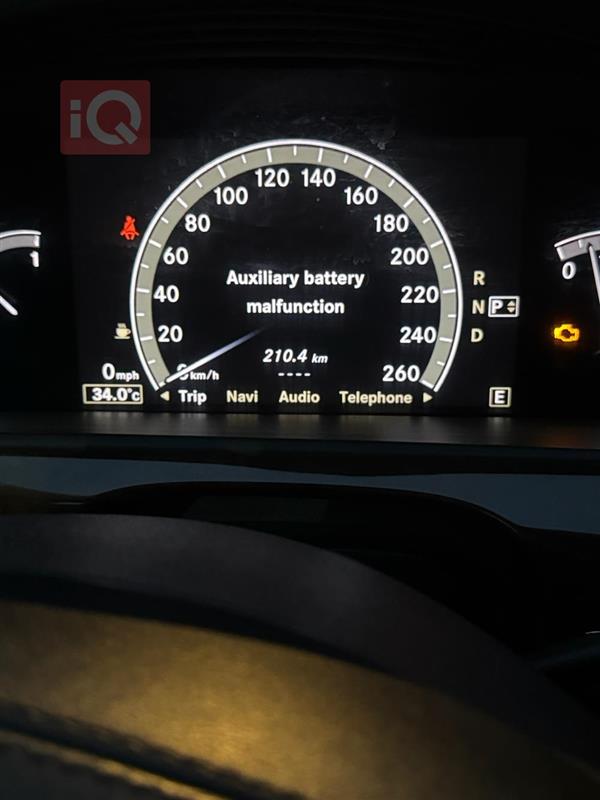 iQ
120 140
100 160
80 180
60 200
Auxiliary battery
malfunction
40 220
20 240
0 260
210.4 km
----
0mph
km/h
34.0°C
Trip Navi Audio Telephone
R
N P
D
E
1
0